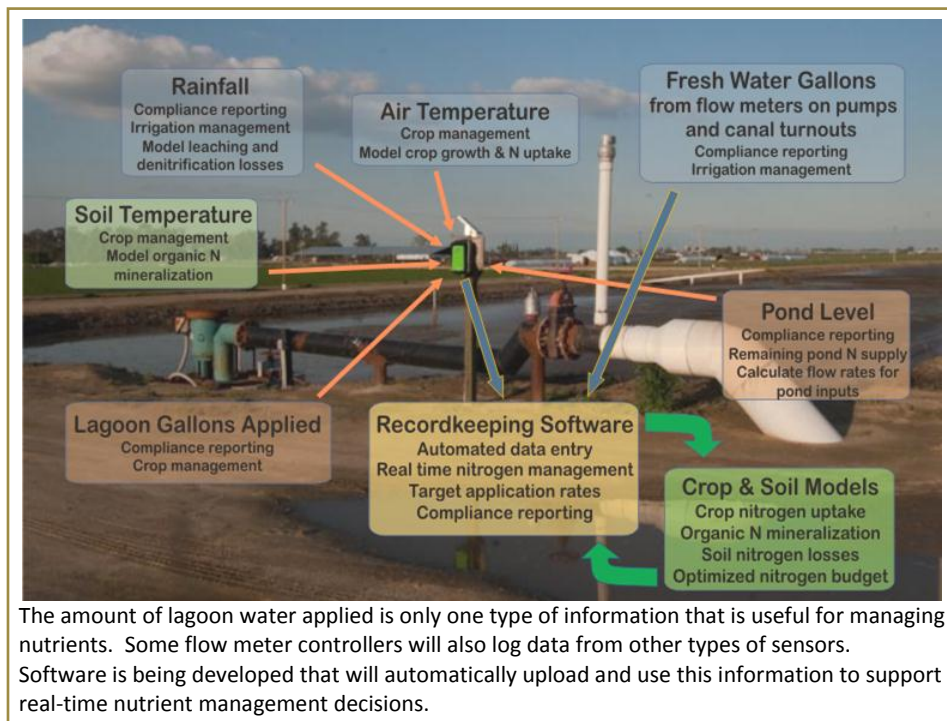 Rainfall
Compliance reporting
Irrigation management
Model leaching and
denitrification losses
Air Temperature
Crop management
Model crop growth & N uptake
Fresh Water Gallons
from flow meters on pumps
and canal turnouts
Compliance reporting
Irrigation management
Soil Temperature
Crop management
Model organic N
mineralization
Pond Level
Compliance reporting
Remaining pond N supply
Calculate flow rates for
pond inputs
Lagoon Gallons Applied
Compliance reporting
Crop management
Recordkeeping Software
Automated data entry
Real time nitrogen management
Target application rates
Compliance reporting
Crop & Soil Models
Crop nitrogen uptake
Organic N mineralization
Soil nitrogen losses
Optimized nitrogen budget
The amount of lagoon water applied is only one type of information that is useful for managing
nutrients.  Some flow meter controllers will also log data from other types of sensors.
Software is being developed that will automatically upload and use this information to support
real-time nutrient management decisions.